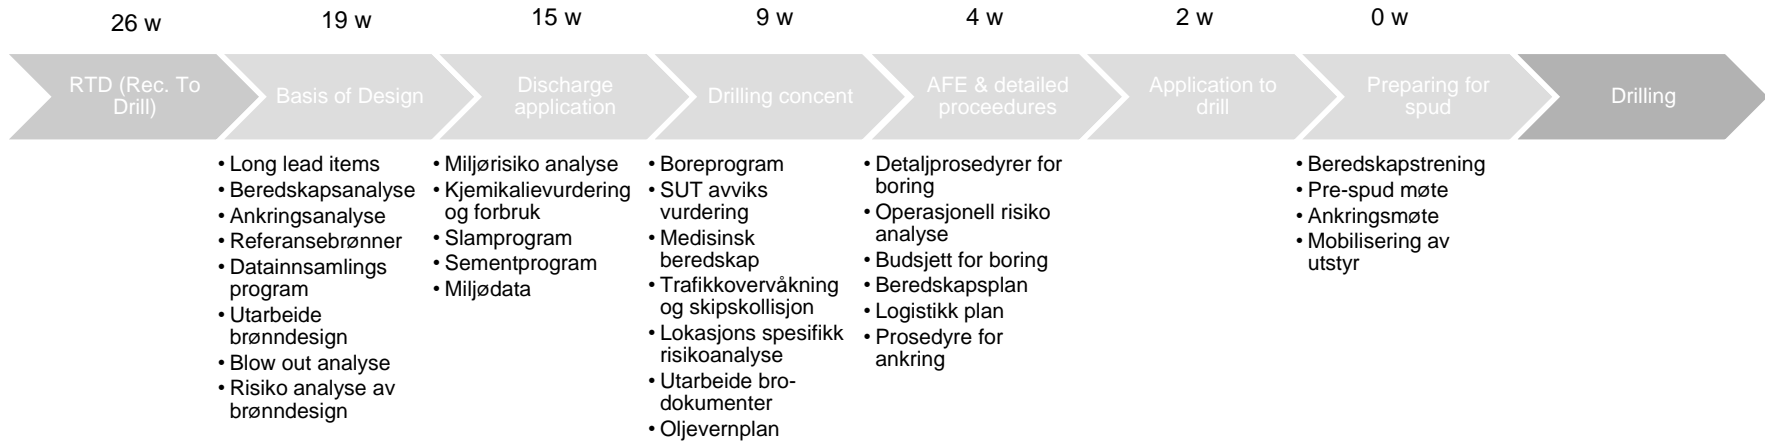 26 w
19 w
15 w
9 w
4 w
2 w
0 w
RTD (Rec. To
Drill)
Basis of Design
Discharge
application
Drilling concent
AFE & detailed
proceedures
Application to
drill
Preparing for
spud
Drilling
• Long lead items
• Beredskapsanalyse
• Ankringsanalyse
• Referansebrønner
• Datainnsamlings
program
• Utarbeide
brønndesign
• Blow out analyse
• Risiko analyse av
brønndesign
• Miljørisiko analyse
• Kjemikalievurdering
og forbruk
• Slamprogram
• Sementprogram
• Miljødata
• Boreprogram
• SUT avviks
vurdering
• Medisinsk
beredskap
• Trafikkovervåkning
og skipskollisjon
• Lokasjons spesifikk
risikoanalyse
• Utarbeide bro-
dokumenter
• Oljevernplan
• Detaljprosedyrer for
boring
• Operasjonell risiko
analyse
• Budsjett for boring
• Beredskapsplan
• Logistikk plan
• Prosedyre for
ankring
• Beredskapstrening
• Pre-spud møte
• Ankringsmøte
• Mobilisering av
utstyr